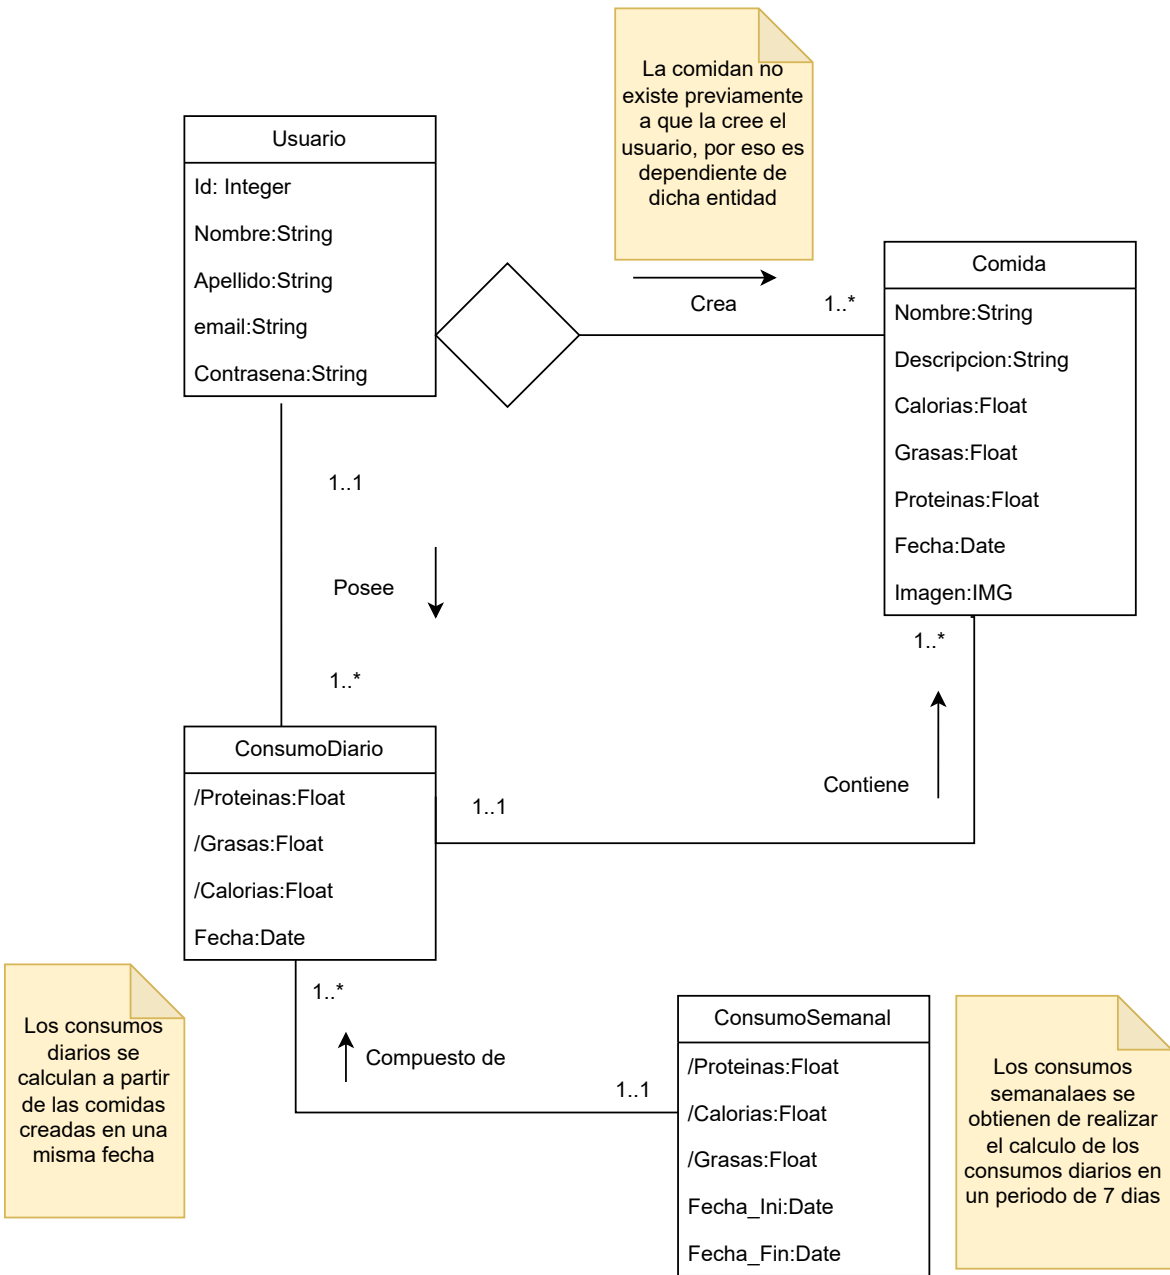 La comidan no
existe previamente
a que la cree el
usuario, por eso es
dependiente de
dicha entidad
Usuario
Id: Integer
Nombre:String
Apellido:String
email:String
Contrasena:String
Crea
1..*
Comida
Nombre:String
Descripcion:String
Calorias:Float
Grasas:Float
Proteinas:Float
Fecha:Date
Imagen:IMG
1..1
Posee
1..*
1..*
Contiene
1..1
ConsumoDiario
/Proteinas:Float
/Grasas:Float
/Calorias:Float
Fecha:Date
1..*
Compuesto de
1..1
Los consumos
diarios se
calculan a partir
de las comidas
creadas en una
misma fecha
ConsumoSemanal
/Proteinas:Float
/Calorias:Float
/Grasas:Float
Fecha_Ini:Date
Fecha_Fin:Date
Los consumos
semanalaes se
obtienen de realizar
el calculo de los
consumos diarios en
un periodo de 7 dias